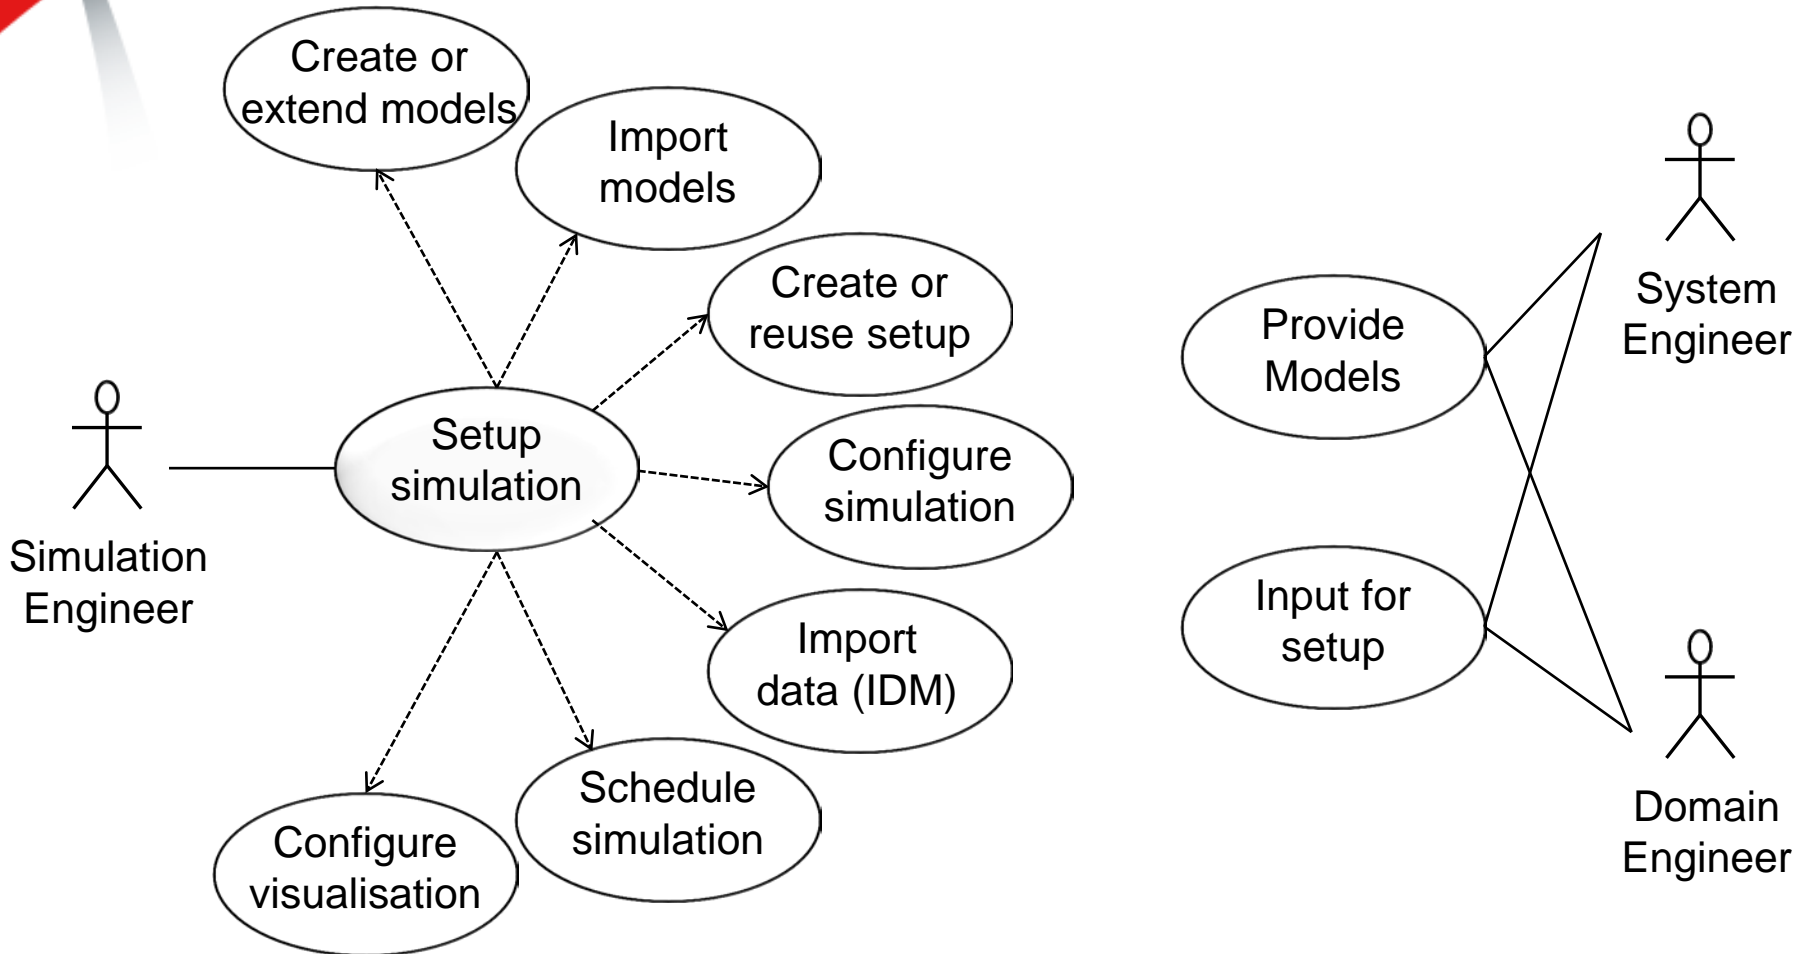 Create or
extend models
Import
models
Create or
reuse setup
Setup
simulation
Configure
simulation
Simulation
Engineer
Import
data (IDM)
Schedule
simulation
Configure
visualisation
Provide
Models
Input for
setup
System
Engineer
Domain
Engineer